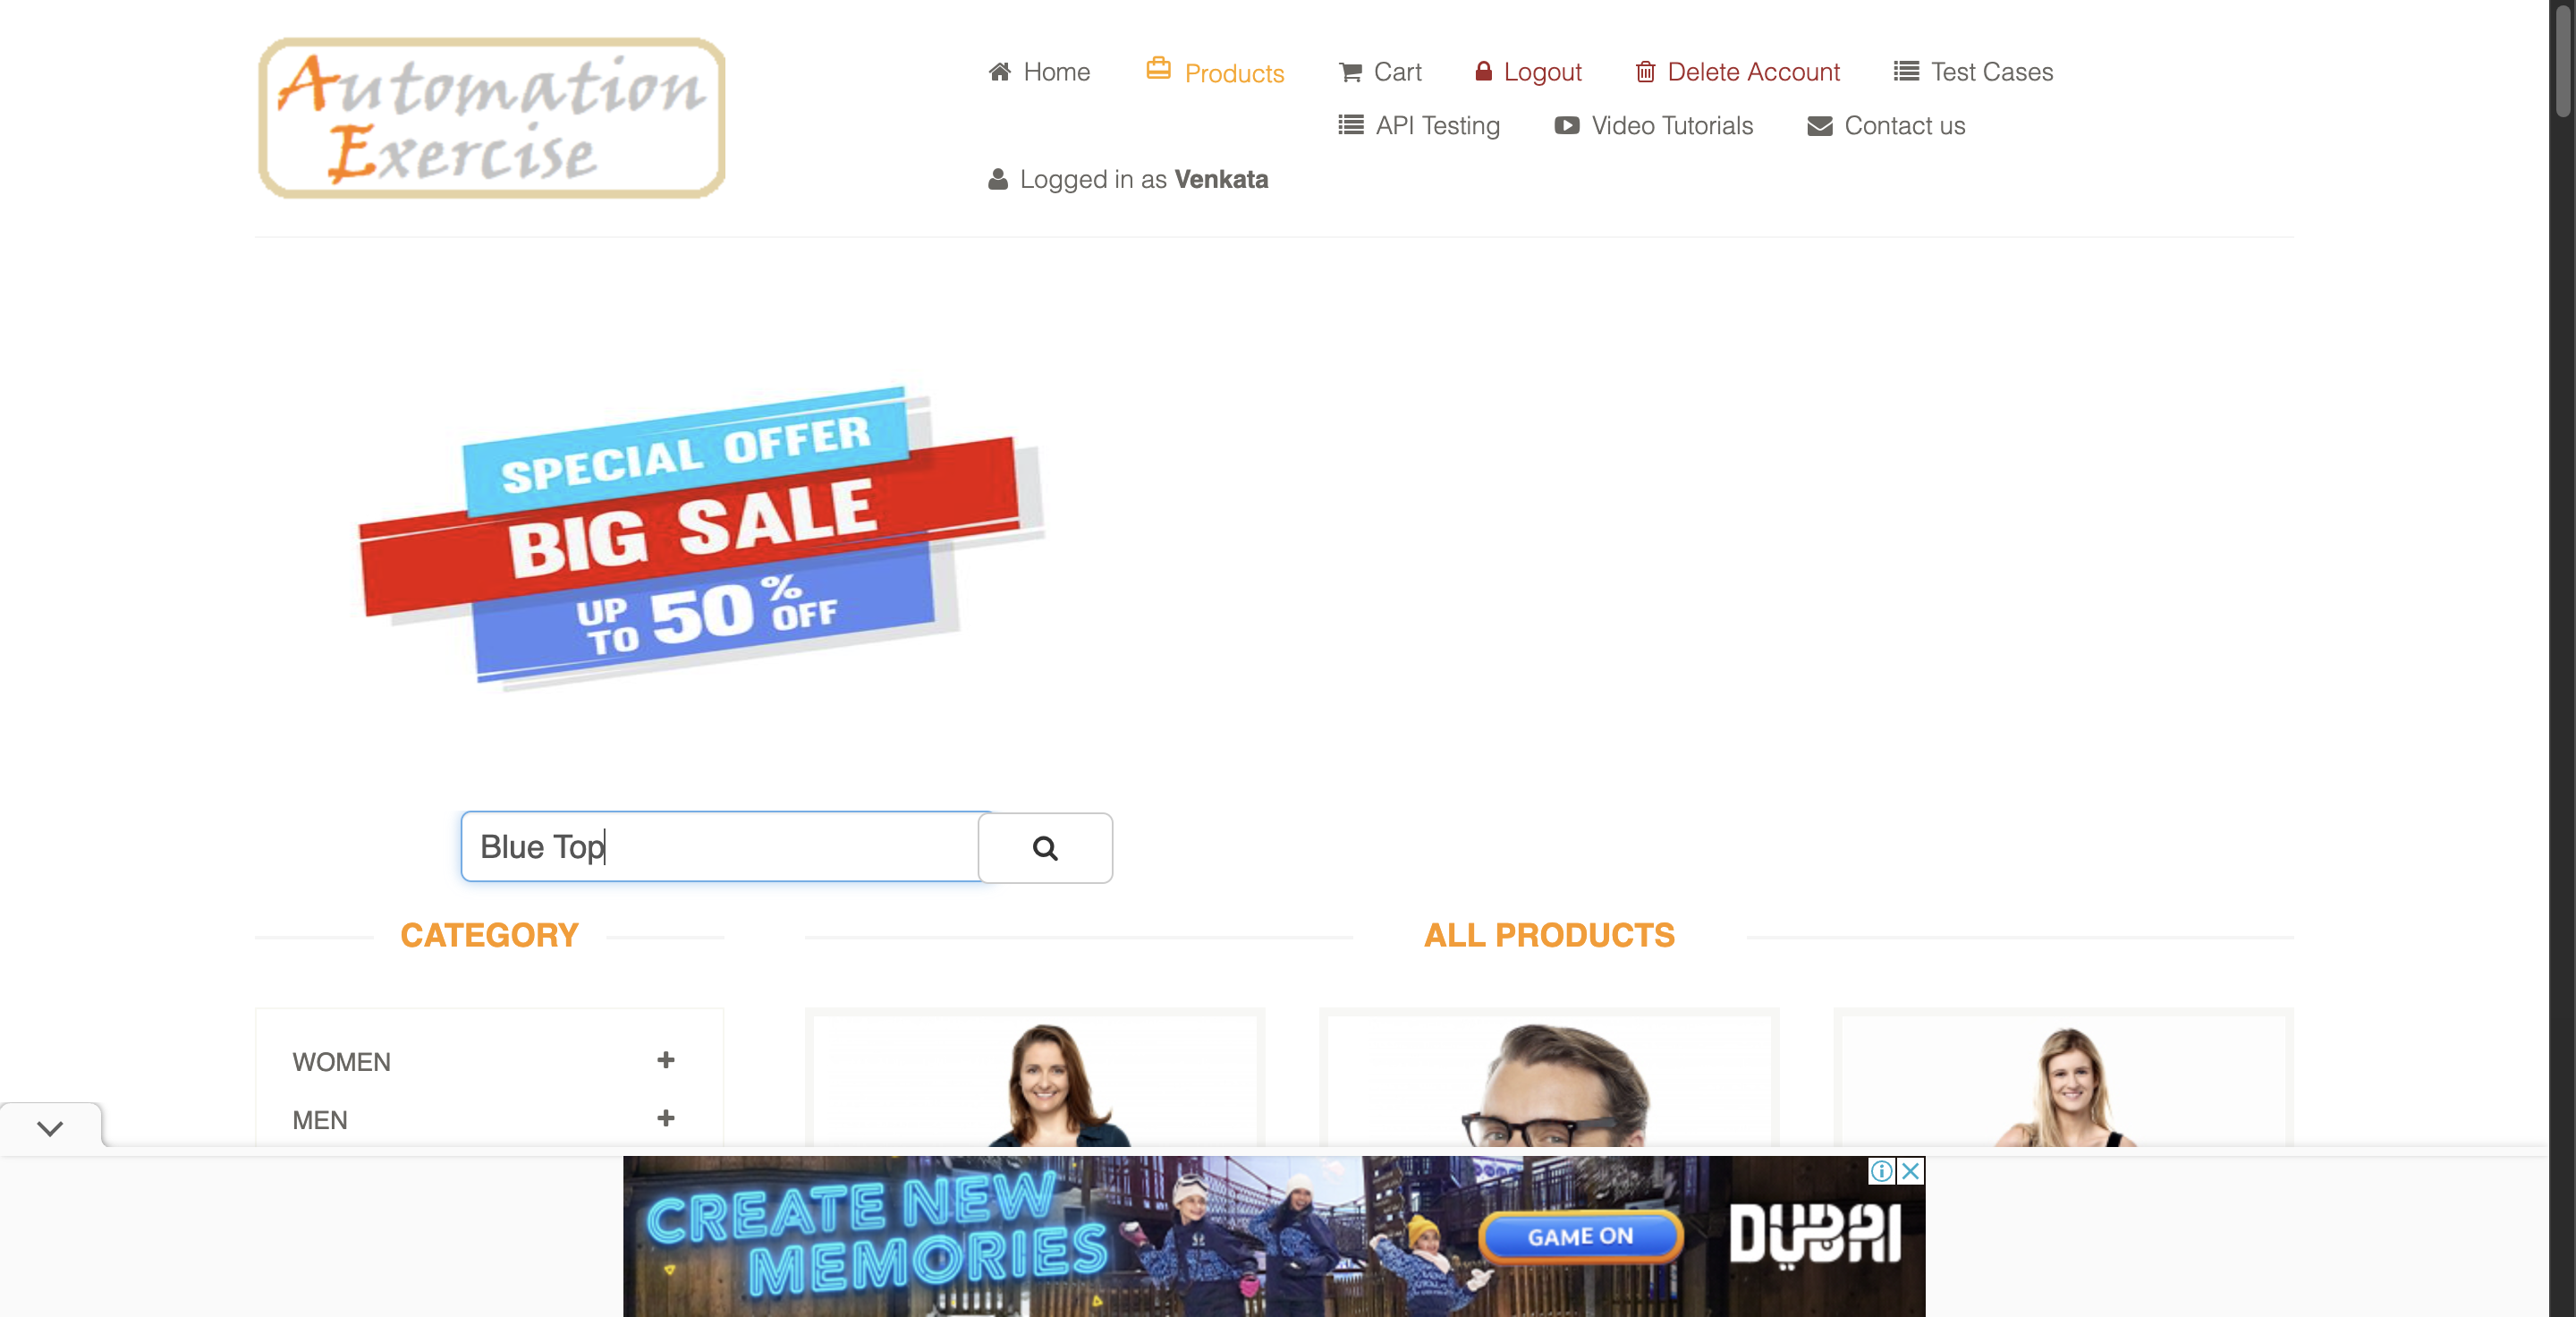 Automation
Exercise
Home Products Cart Logout Delete Account Test Cases
API Testing Video Tutorials Contact us
Logged in as Venkata
SPECIAL OFFER
BIG SALE
UP TO 50% OFF
Blue Top
CATEGORY
ALL PRODUCTS
WOMEN
MEN
CREATE NEW
MEMORIES
GAME ON
DUBAI